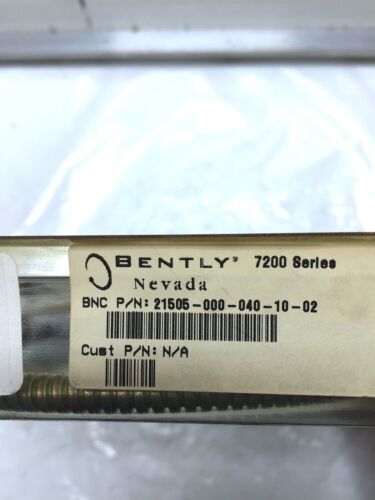 BENTLY® 7200 Series
Nevada
BNC P/N: 21505-000-040-10-02
Cust P/N: N/A